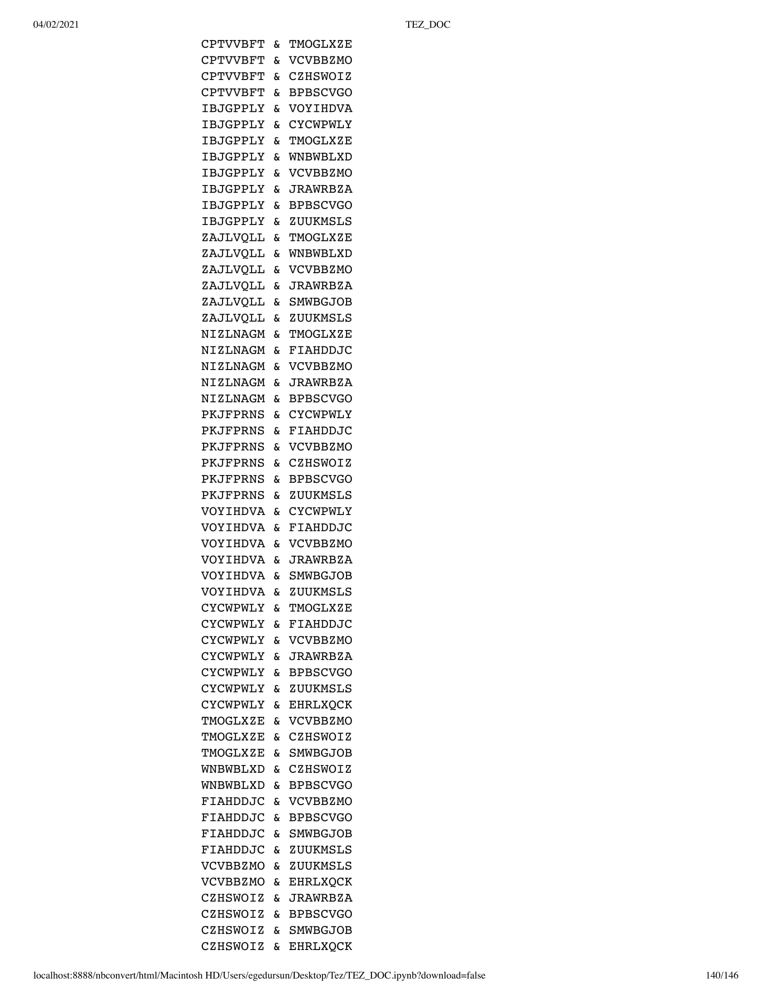 04/02/2021 TEZ_DOC
CPTVVBFT & TMOGLXZE
CPTVVBFT & VCVBBZMO
CPTVVBFT & CZHSWOIZ
CPTVVBFT & BPBSCVGO
IBJGPPLY & VOYIHDVA
IBJGPPLY & CYCWPWLY
IBJGPPLY & TMOGLXZE
IBJGPPLY & WNBWBLXD
IBJGPPLY & VCVBBZMO
IBJGPPLY & JRAWRBZA
IBJGPPLY & BPBSCVGO
IBJGPPLY & ZUUKMSLS
ZAJLVQLL & TMOGLXZE
ZAJLVQLL & WNBWBLXD
ZAJLVQLL & VCVBBZMO
ZAJLVQLL & JRAWRBZA
ZAJLVQLL & SMWBGJOB
ZAJLVQLL & ZUUKMSLS
NIZLNAGM & TMOGLXZE
NIZLNAGM & FIAHDDJC
NIZLNAGM & VCVBBZMO
NIZLNAGM & JRAWRBZA
NIZLNAGM & BPBSCVGO
PKJFPRNS & CYCWPWLY
PKJFPRNS & FIAHDDJC
PKJFPRNS & VCVBBZMO
PKJFPRNS & CZHSWOIZ
PKJFPRNS & BPBSCVGO
PKJFPRNS & ZUUKMSLS
VOYIHDVA & CYCWPWLY
VOYIHDVA & FIAHDDJC
VOYIHDVA & VCVBBZMO
VOYIHDVA & JRAWRBZA
VOYIHDVA & SMWBGJOB
VOYIHDVA & ZUUKMSLS
CYCWPWLY & TMOGLXZE
CYCWPWLY & FIAHDDJC
CYCWPWLY & VCVBBZMO
CYCWPWLY & JRAWRBZA
CYCWPWLY & BPBSCVGO
CYCWPWLY & ZUUKMSLS
CYCWPWLY & EHRLXQCK
TMOGLXZE & VCVBBZMO
TMOGLXZE & CZHSWOIZ
TMOGLXZE & SMWBGJOB
WNBWBLXD & CZHSWOIZ
WNBWBLXD & BPBSCVGO
FIAHDDJC & VCVBBZMO
FIAHDDJC & BPBSCVGO
FIAHDDJC & SMWBGJOB
FIAHDDJC & ZUUKMSLS
VCVBBZMO & ZUUKMSLS
VCVBBZMO & EHRLXQCK
CZHSWOIZ & JRAWRBZA
CZHSWOIZ & BPBSCVGO
CZHSWOIZ & SMWBGJOB
CZHSWOIZ & EHRLXQCK
localhost:8888/nbconvert/html/Macintosh HD/Users/egedursun/Desktop/Tez/TEZ_DOC.ipynb?download=false 140/146